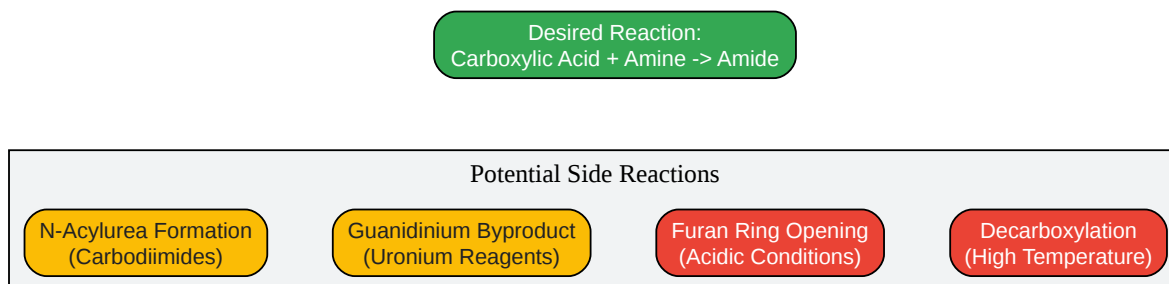 Desired Reaction:
Carboxylic Acid + Amine -> Amide
Potential Side Reactions
N-Acylurea Formation
(Carbodiimides)
Guanidinium Byproduct
(Uronium Reagents)
Furan Ring Opening
(Acidic Conditions)
Decarboxylation
(High Temperature)